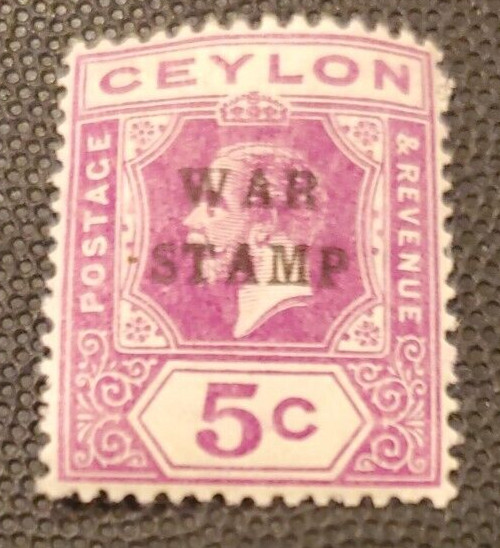 CEYLON
POSTAGE
& REVENUE
WAR
STAMP
5C